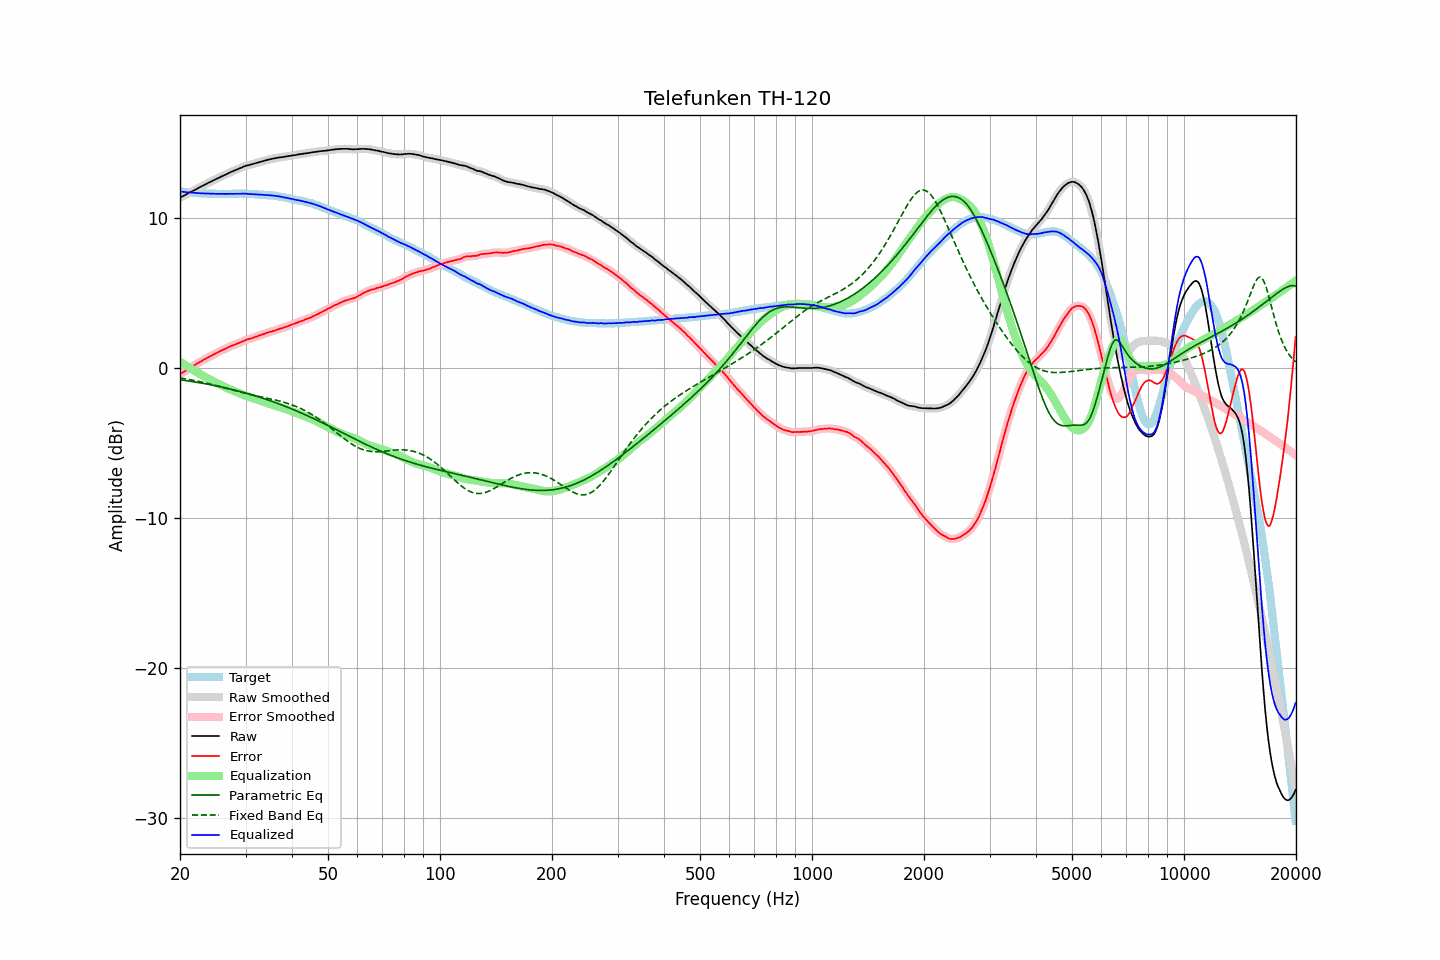 Telefunken TH-120
Amplitude (dBr)
10
0
−10
−20
−30
Target
Raw Smoothed
Error Smoothed
Raw
Error
Equalization
Parametric Eq
Fixed Band Eq
Equalized
20 50 100 200 500 1000 2000 5000 10000 20000
Frequency (Hz)